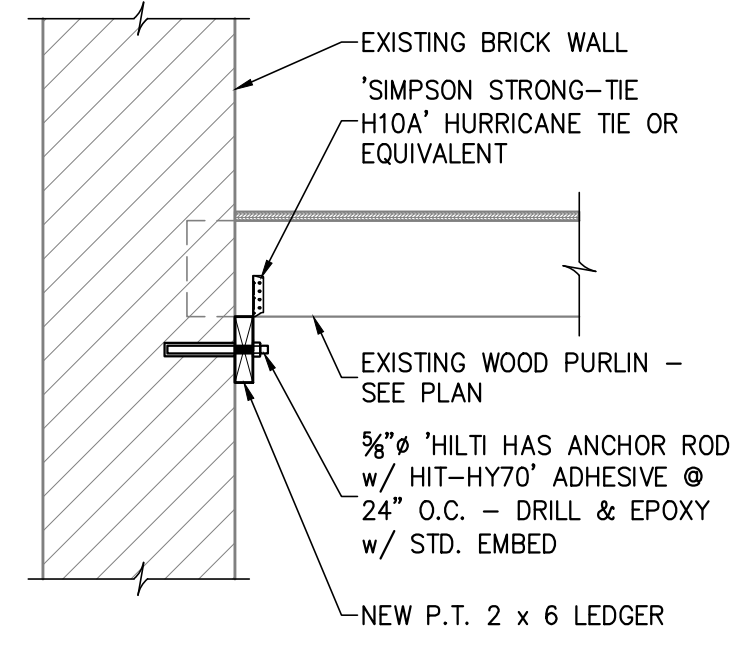 EXISTING BRICK WALL
'SIMPSON STRONG-TIE
H10A' HURRICANE TIE OR
EQUIVALENT
EXISTING WOOD PURLIN –
SEE PLAN
⅝"ø 'HILTI HAS ANCHOR ROD
w/ HIT-HY70' ADHESIVE @
24" O.C. – DRILL & EPOXY
w/ STD. EMBED
NEW P.T. 2 x 6 LEDGER